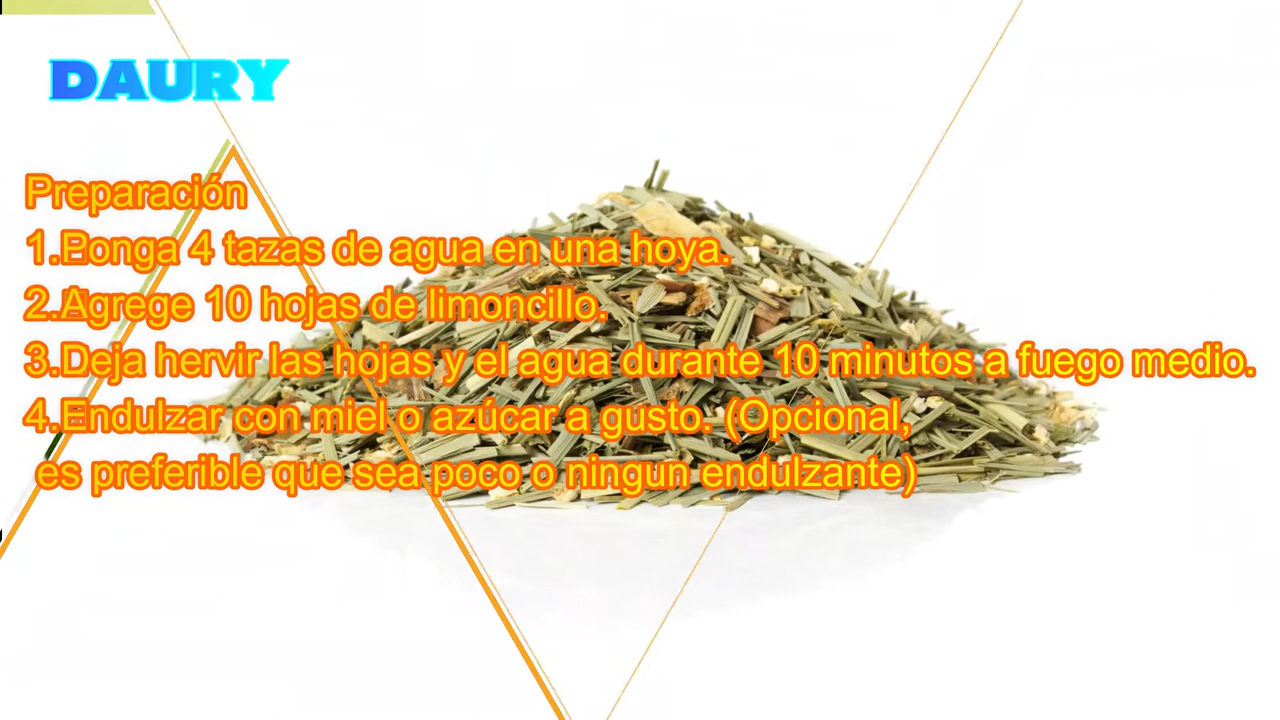 DAURY
Preparación
1.Ponga 4 tazas de agua en una hoya.
2.Agrege 10 hojas de limoncillo.
3.Deja hervir las hojas y el agua durante 10 minutos a fuego medio.
4.Endulzar con miel o azúcar a gusto. (Opcional,
es preferible que sea poco o ningun endulzante)